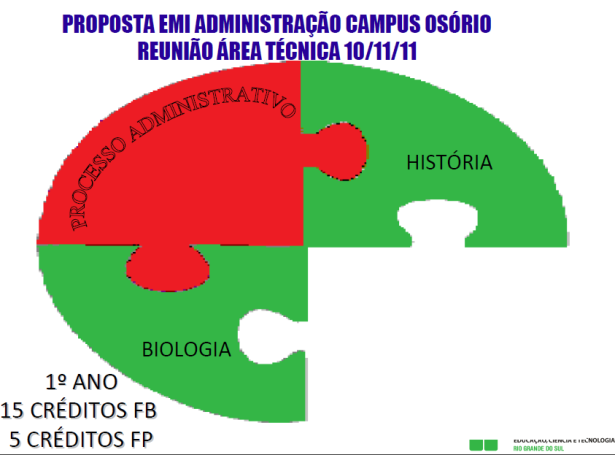 PROPOSTA EMI ADMINISTRAÇÃO CAMPUS OSÓRIO
REUNIÃO ÁREA TÉCNICA 10/11/11
PROCESSO ADMINISTRATIVO
HISTÓRIA
BIOLOGIA
1º ANO
15 CRÉDITOS FB
5 CRÉDITOS FP
EDUCAÇÃO, CIÊNCIA E TECNOLOGIA
RIO GRANDE DO SUL